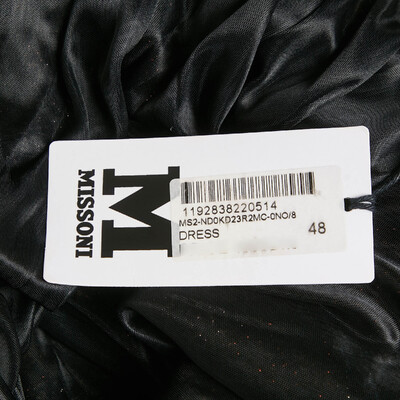 M
MISSONI
1192838220514
MS2-ND0KD23R2MC-0NO/8
DRESS 48